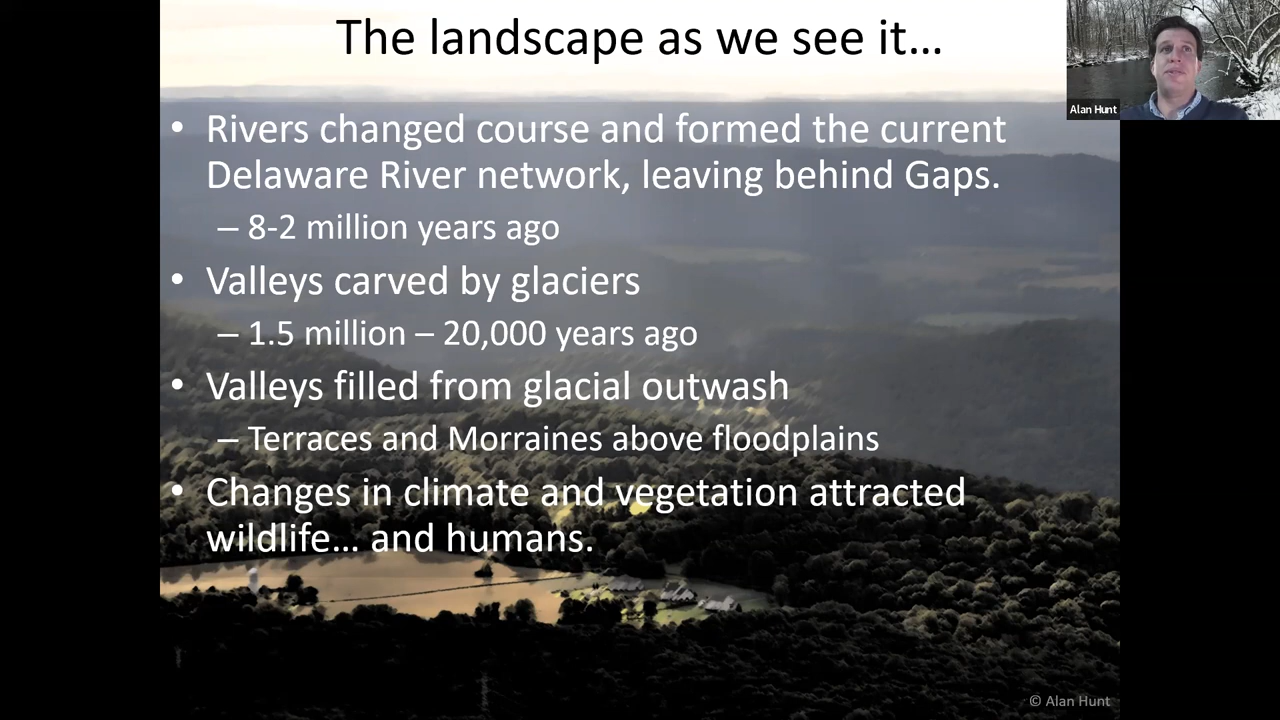 The landscape as we see it…
Alan Hunt
• Rivers changed course and formed the current
Delaware River network, leaving behind Gaps.
– 8-2 million years ago
• Valleys carved by glaciers
– 1.5 million – 20,000 years ago
• Valleys filled from glacial outwash
– Terraces and Morraines above floodplains
• Changes in climate and vegetation attracted
wildlife… and humans.
© Alan Hunt